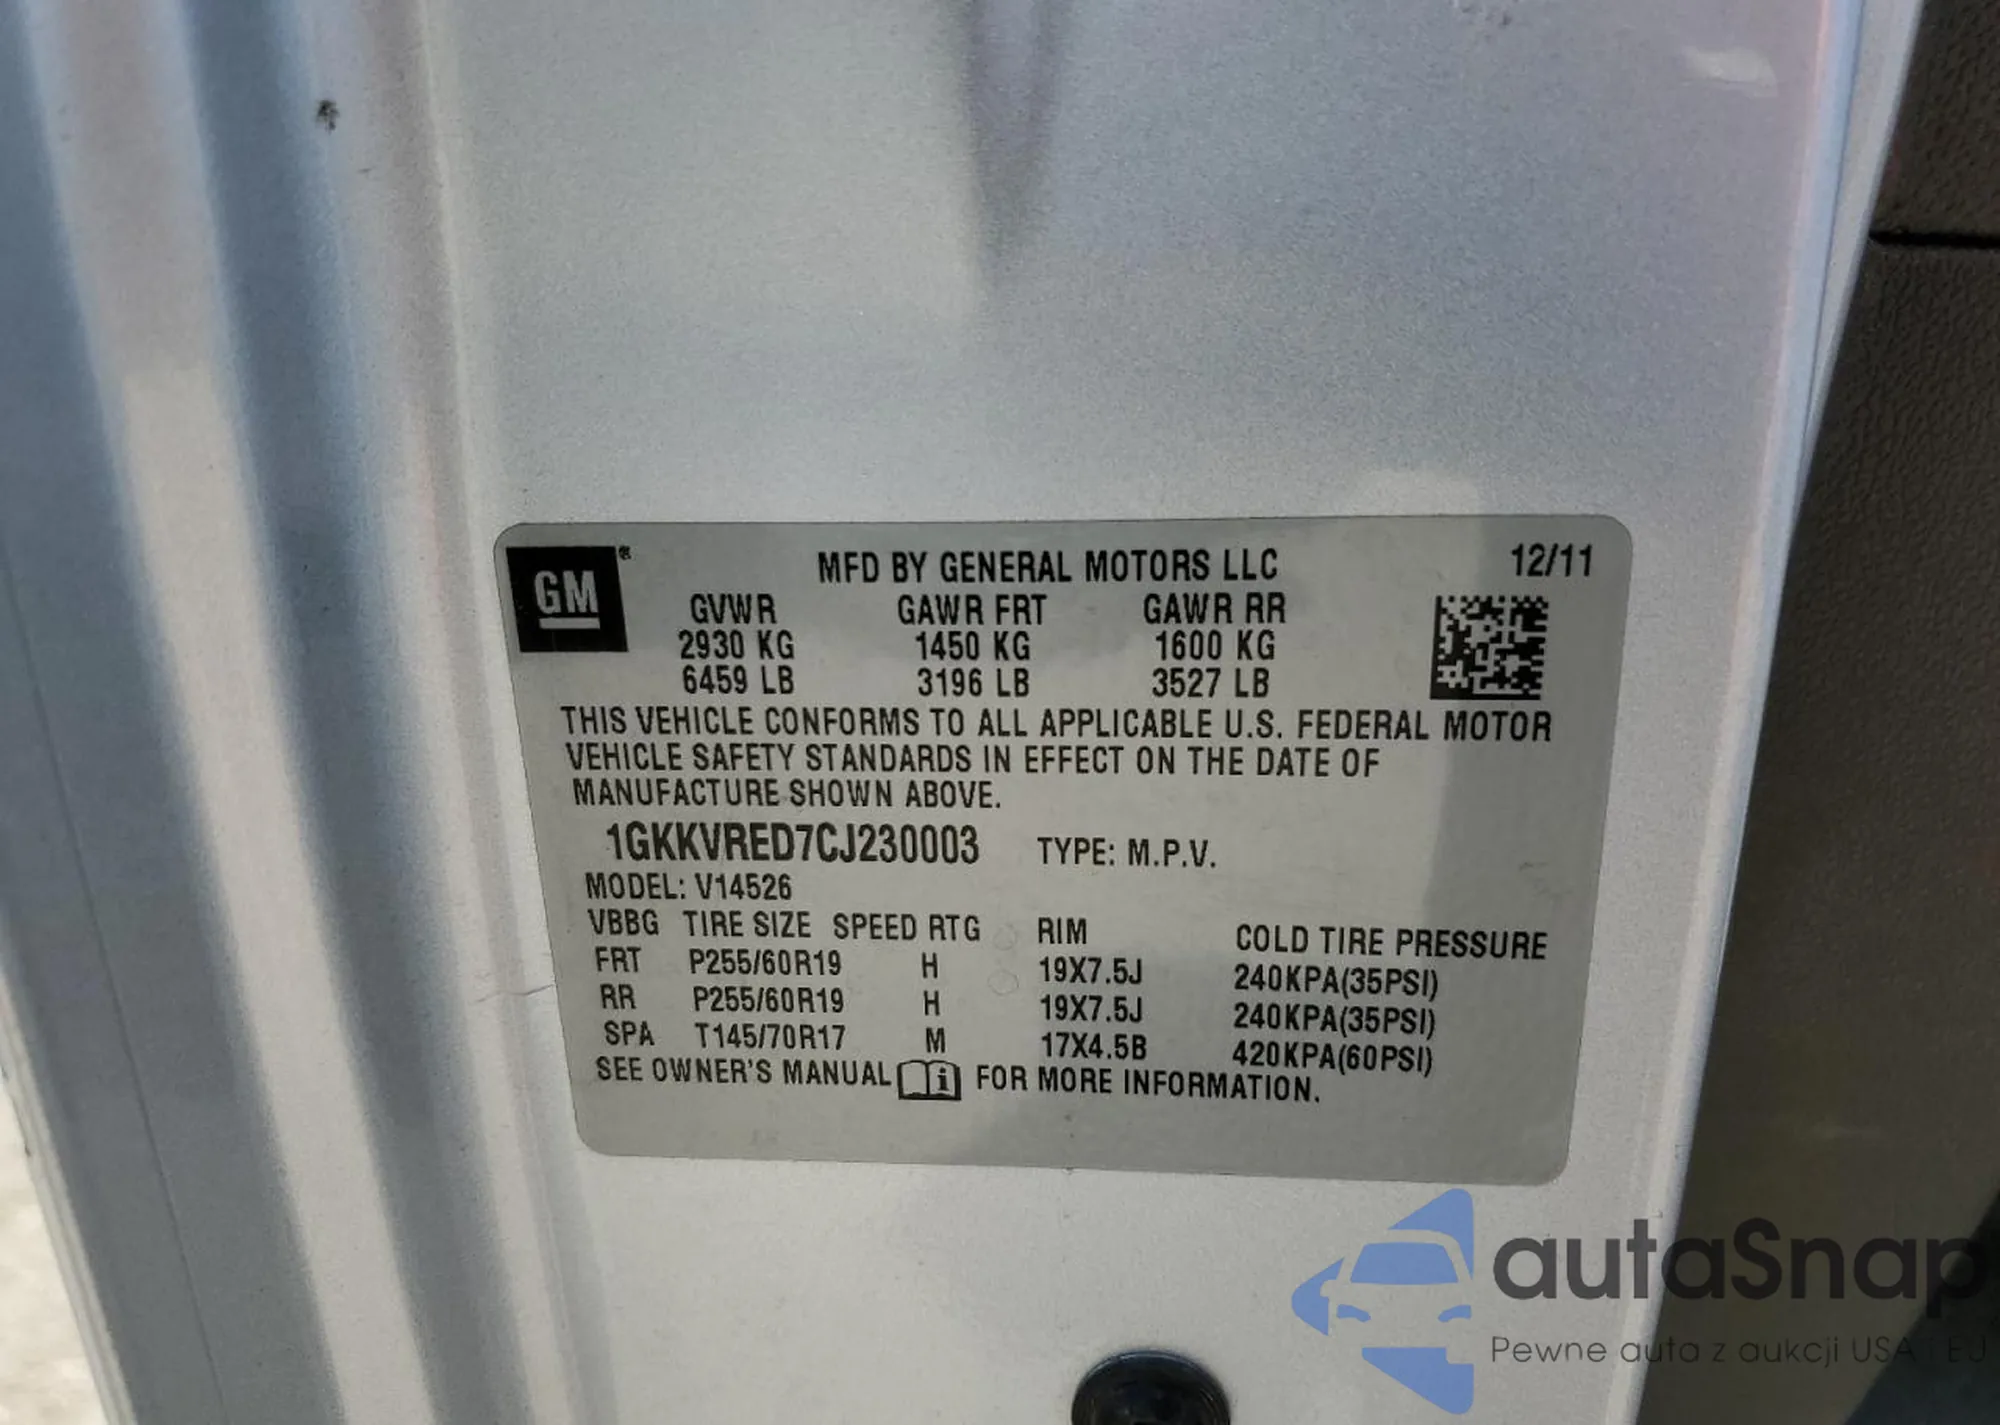 GM®
MFD BY GENERAL MOTORS LLC 12/11
GVWR GAWR FRT GAWR RR
2930 KG 1450 KG 1600 KG
6459 LB 3196 LB 3527 LB
THIS VEHICLE CONFORMS TO ALL APPLICABLE U.S. FEDERAL MOTOR
VEHICLE SAFETY STANDARDS IN EFFECT ON THE DATE OF
MANUFACTURE SHOWN ABOVE.
1GKKVRED7CJ230003 TYPE: M.P.V.
MODEL: V14526
VBBG TIRE SIZE SPEED RTG RIM COLD TIRE PRESSURE
FRT P255/60R19 H 19X7.5J 240KPA(35PSI)
RR P255/60R19 H 19X7.5J 240KPA(35PSI)
SPA T145/70R17 M 17X4.5B 420KPA(60PSI)
SEE OWNER'S MANUAL i FOR MORE INFORMATION.
autaSnap
Pewne auta z aukcji USA i EU